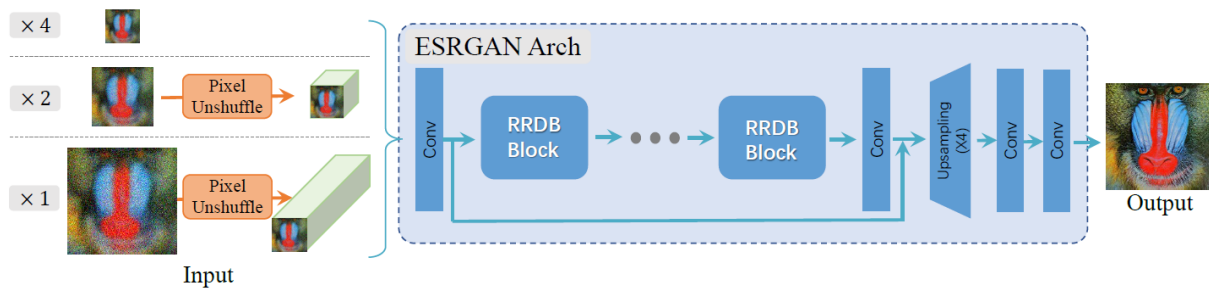 × 4
ESRGAN Arch
× 2
Pixel
Unshuffle
Conv
RRDB
Block
RRDB
Block
Conv
Upsampling
(X4)
Conv
Conv
× 1
Pixel
Unshuffle
Output
Input